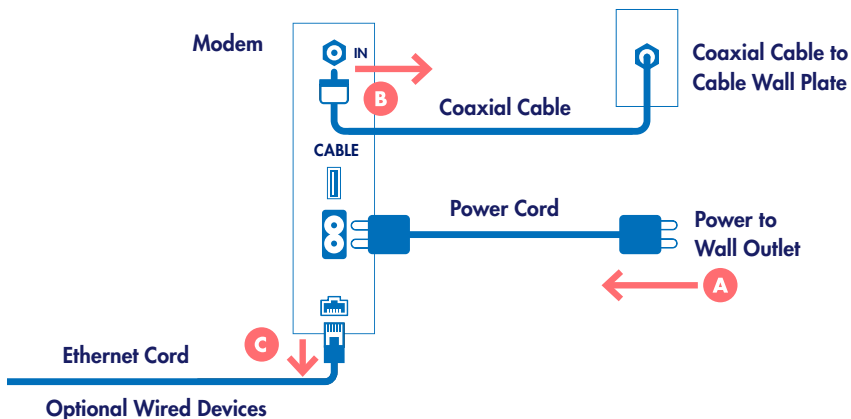 Modem
IN
B
Coaxial Cable to
Cable Wall Plate
Coaxial Cable
CABLE
Power Cord
Power to
Wall Outlet
A
C
Ethernet Cord
Optional Wired Devices